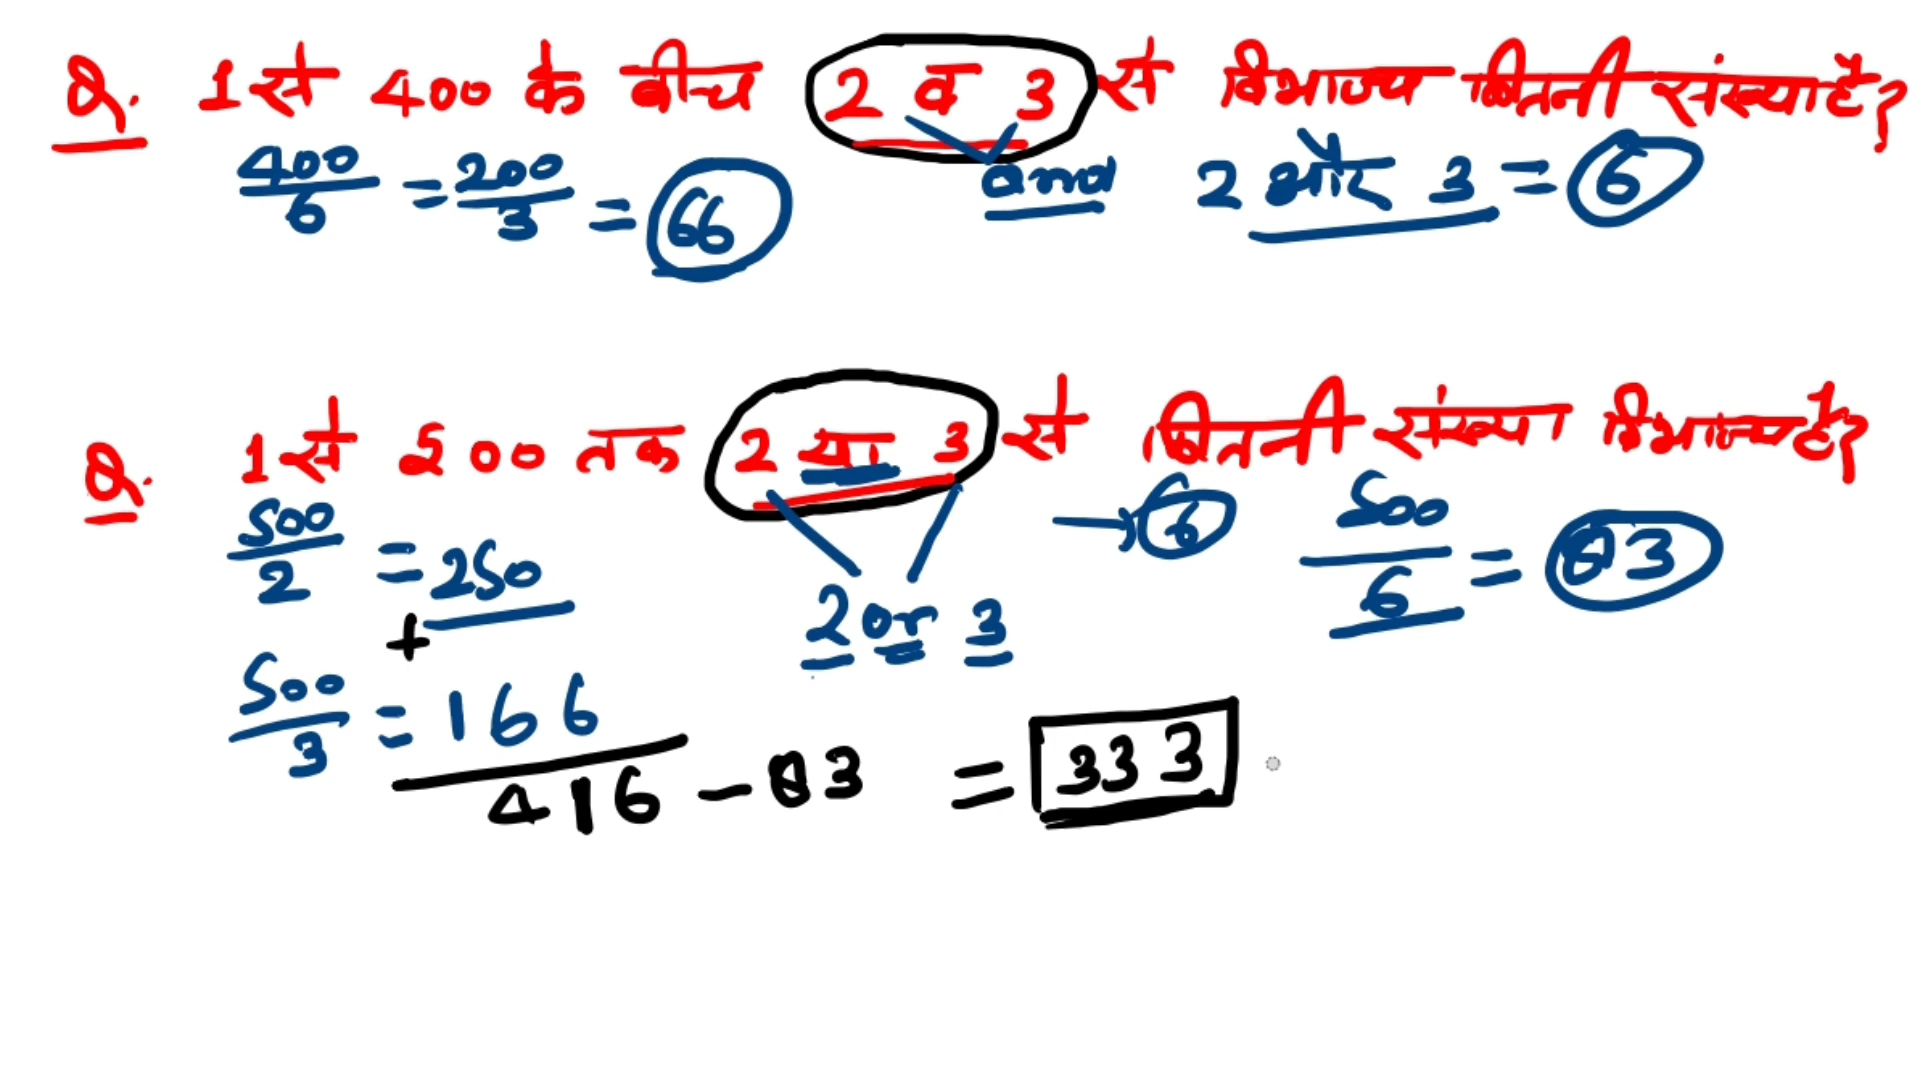 Q. 1 से 400 के बीच 2 व 3 से विभाज्य कितनी संख्या हैं?
400/6 = 200/3 = 66 and 2 और 3 = 6
Q. 1 से 500 तक 2 या 3 से कितनी संख्या विभाज्य हैं?
500/2 = 250 → 6 500/6 = 83
+ 2 or 3
500/3 = 166
416 - 83 = 333